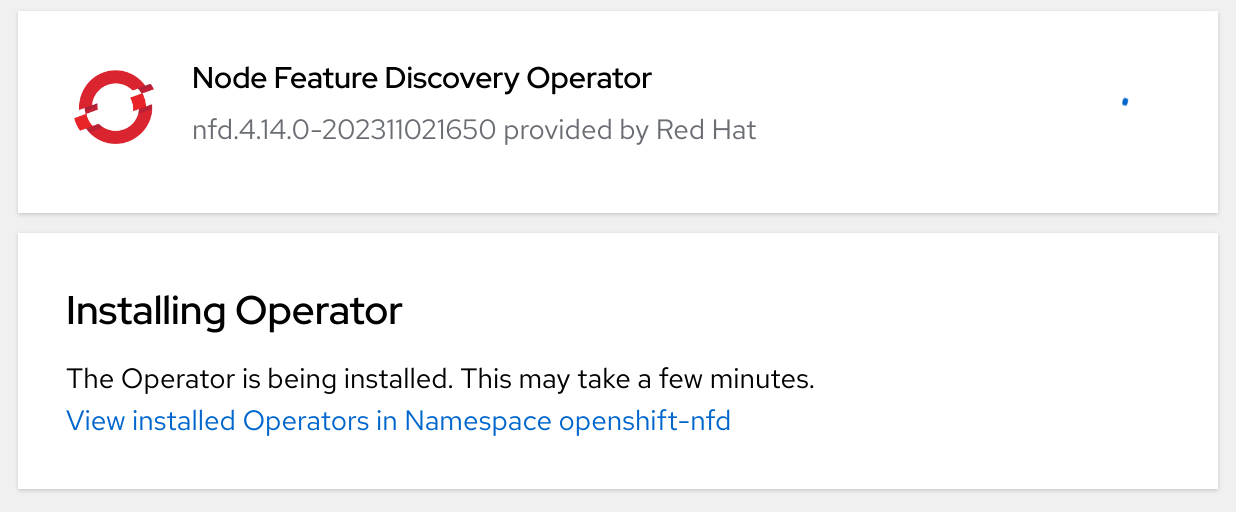 Node Feature Discovery Operator
nfd.4.14.0-202311021650 provided by Red Hat
Installing Operator
The Operator is being installed. This may take a few minutes.
View installed Operators in Namespace openshift-nfd